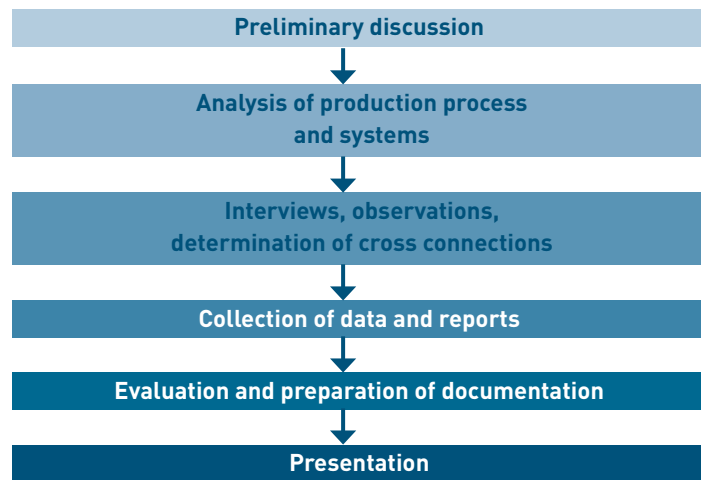 Preliminary discussion
Analysis of production process
and systems
Interviews, observations,
determination of cross connections
Collection of data and reports
Evaluation and preparation of documentation
Presentation